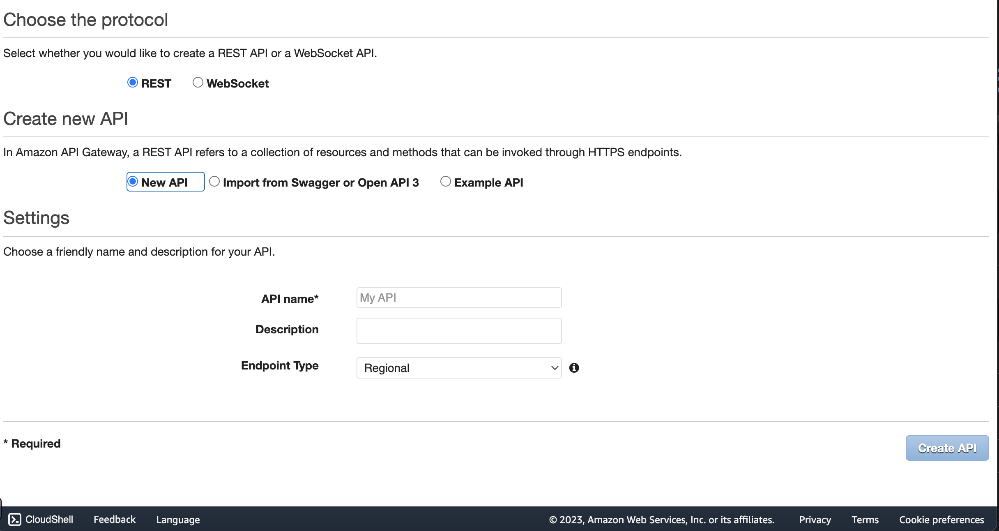 Choose the protocol
Select whether you would like to create a REST API or a WebSocket API.
REST WebSocket
Create new API
In Amazon API Gateway, a REST API refers to a collection of resources and methods that can be invoked through HTTPS endpoints.
New API Import from Swagger or Open API 3 Example API
Settings
Choose a friendly name and description for your API.
API name* My API
Description
Endpoint Type Regional
* Required
Create API
CloudShell Feedback Language © 2023, Amazon Web Services, Inc. or its affiliates. Privacy Terms Cookie preferences